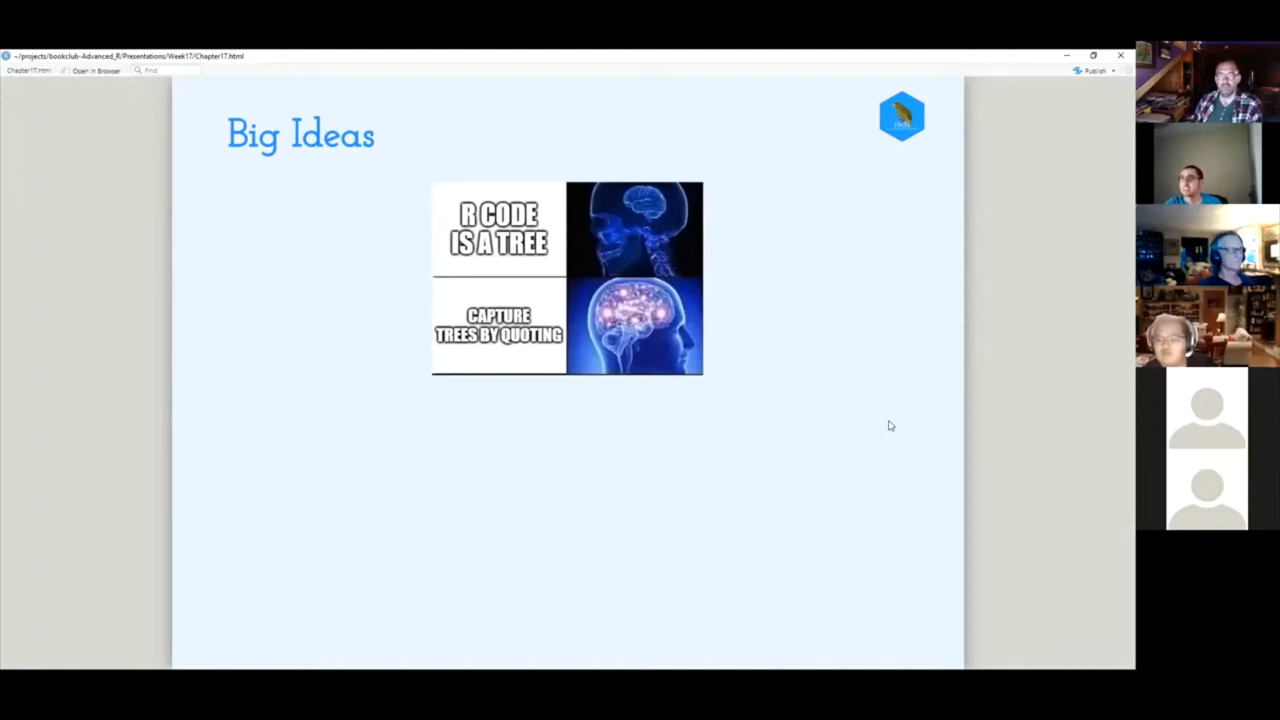 ~/projects/bookclub-Advanced_R/Presentations/Week17/Chapter17.html
Chapter17.html
Open in Browser
Find
Publish
Big Ideas
R CODE
IS A TREE
CAPTURE
TREES BY QUOTING